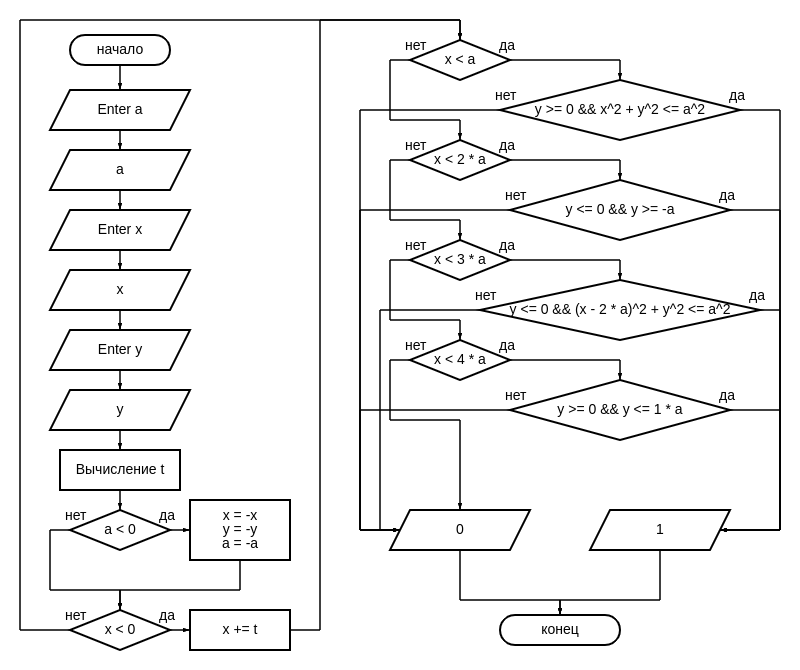 начало
Enter a
a
Enter x
x
Enter y
y
Вычисление t
нет
a < 0
да
x = -x
y = -y
a = -a
нет
x < 0
да
x += t
нет
x < a
да
нет
y >= 0 && x^2 + y^2 <= a^2
да
нет
x < 2 * a
да
нет
y <= 0 && y >= -a
да
нет
x < 3 * a
да
нет
y <= 0 && (x - 2 * a)^2 + y^2 <= a^2
да
нет
x < 4 * a
да
нет
y >= 0 && y <= 1 * a
да
0
1
конец